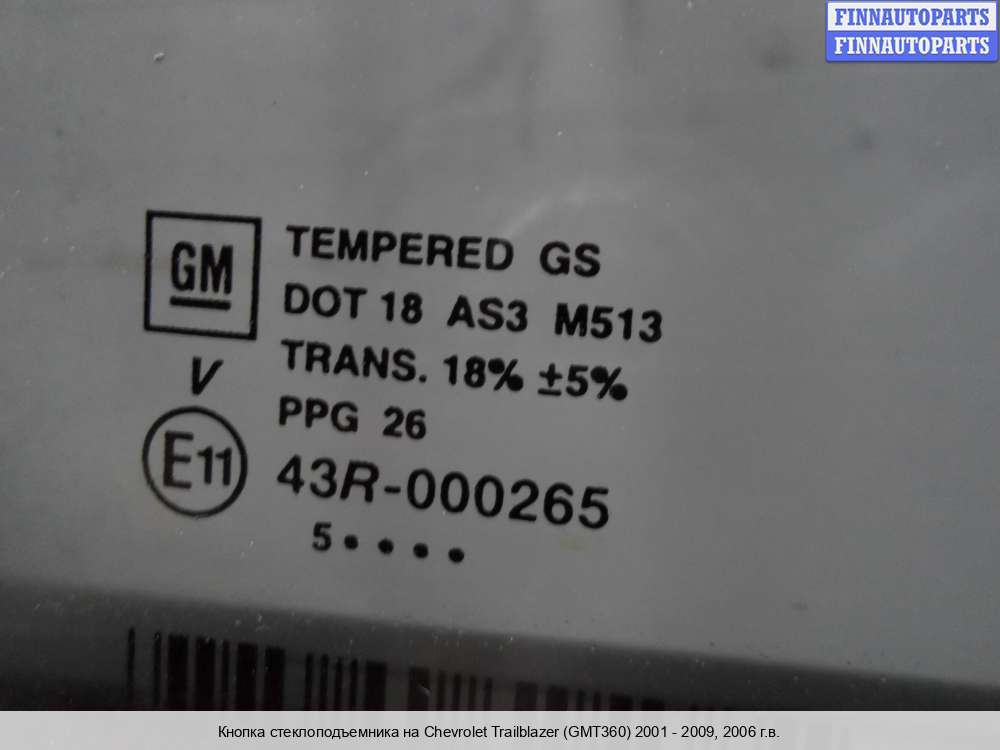 FINNAUTOPARTS
FINNAUTOPARTS
GM
TEMPERED GS
DOT 18 AS3 M513
TRANS. 18% ±5%
V
PPG 26
E11
43R-000265
5 • • • •
Кнопка стеклоподъемника на Chevrolet Trailblazer (GMT360) 2001 - 2009, 2006 г.в.